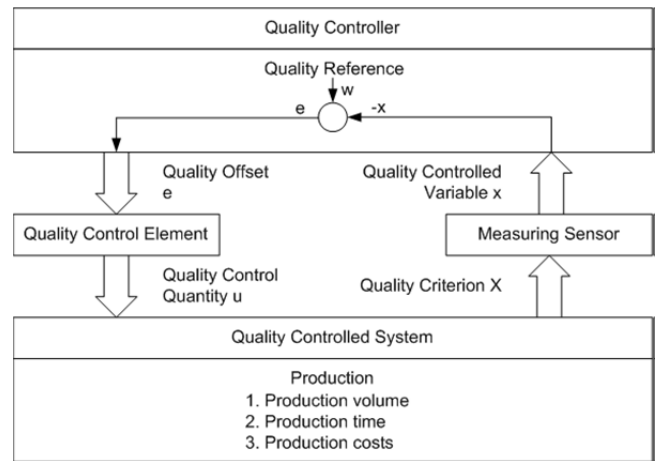 Quality Controller
Quality Reference
w
e
-x
Quality Offset
e
Quality Controlled
Variable x
Quality Control Element
Measuring Sensor
Quality Control
Quantity u
Quality Criterion X
Quality Controlled System
Production
1. Production volume
2. Production time
3. Production costs